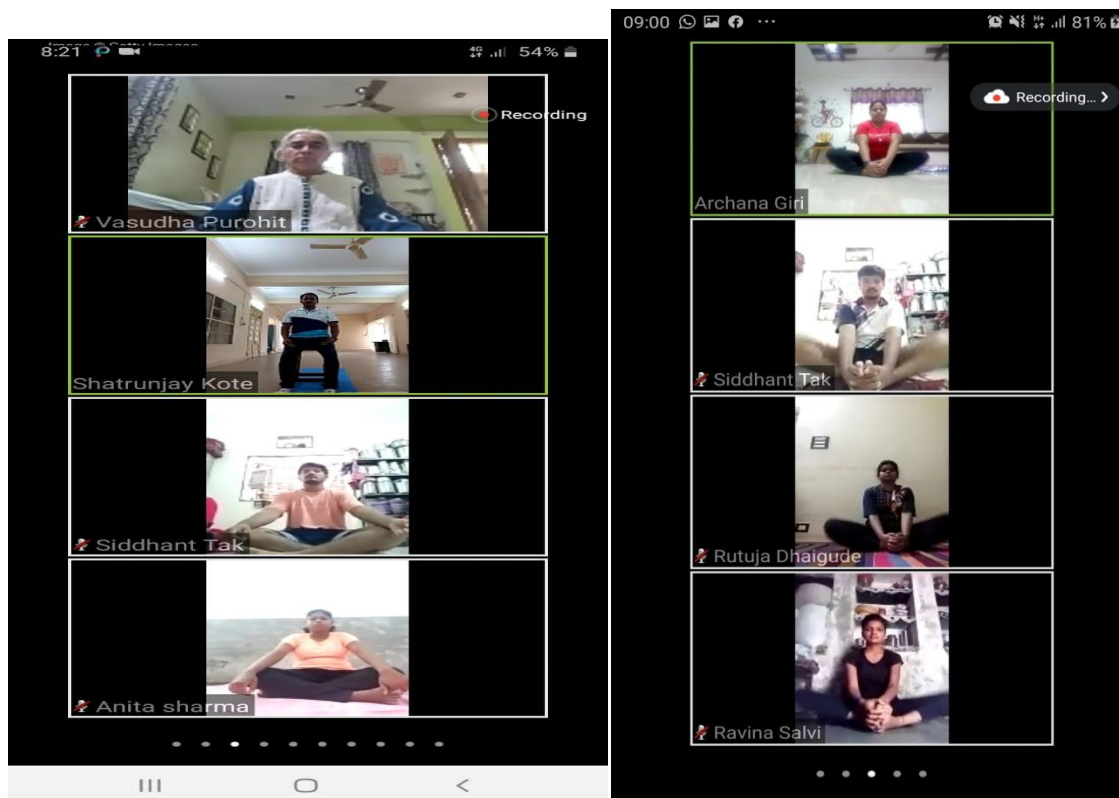 8:21
54%
Recording
Vasudha Purohit
Shatrunjay Kote
Siddhant Tak
Anita sharma
09:00
81%
Recording...
Archana Giri
Siddhant Tak
Rutuja Dhaigude
Ravina Salvi